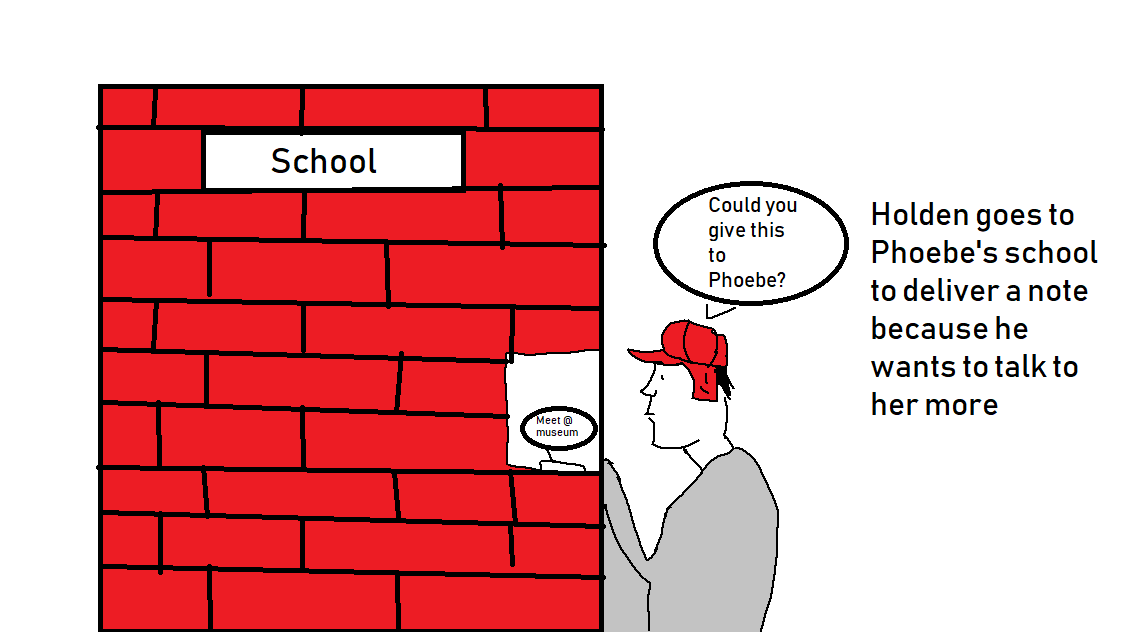 School
Could you
give this
to
Phoebe?
Meet @
museum
Holden goes to
Phoebe's school
to deliver a note
because he
wants to talk to
her more